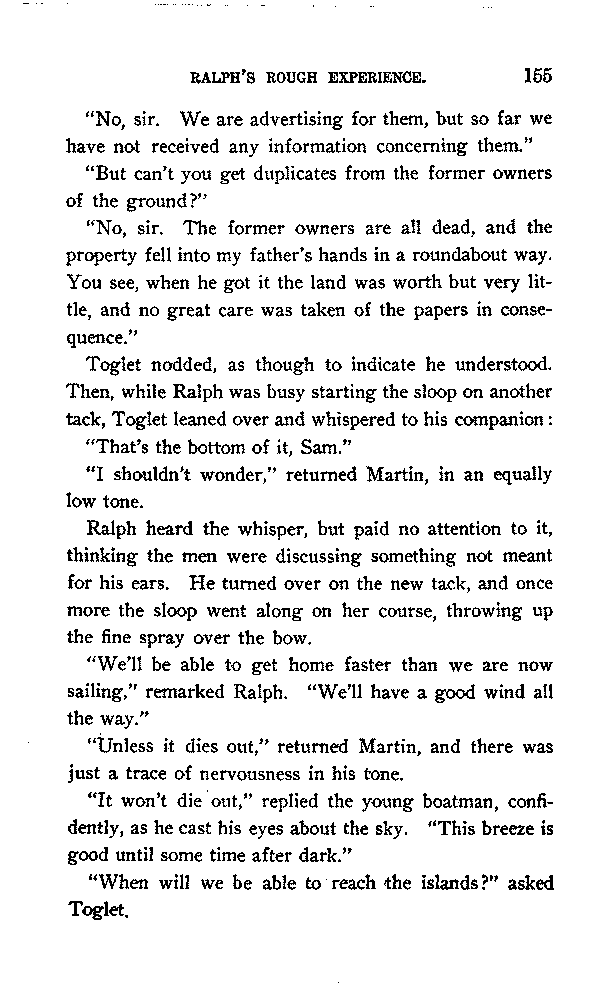 RALPH'S ROUGH EXPERIENCE. 155
"No, sir. We are advertising for them, but so far we
have not received any information concerning them."
"But can't you get duplicates from the former owners
of the ground?"
"No, sir. The former owners are all dead, and the
property fell into my father's hands in a roundabout way.
You see, when he got it the land was worth but very lit-
tle, and no great care was taken of the papers in conse-
quence."
Toglet nodded, as though to indicate he understood.
Then, while Ralph was busy starting the sloop on another
tack, Toglet leaned over and whispered to his companion:
"That's the bottom of it, Sam."
"I shouldn't wonder," returned Martin, in an equally
low tone.
Ralph heard the whisper, but paid no attention to it,
thinking the men were discussing something not meant
for his ears. He turned over on the new tack, and once
more the sloop went along on her course, throwing up
the fine spray over the bow.
"We'll be able to get home faster than we are now
sailing," remarked Ralph. "We'll have a good wind all
the way."
"Unless it dies out," returned Martin, and there was
just a trace of nervousness in his tone.
"It won't die out," replied the young boatman, confi-
dently, as he cast his eyes about the sky. "This breeze is
good until some time after dark."
"When will we be able to reach the islands?" asked
Toglet.